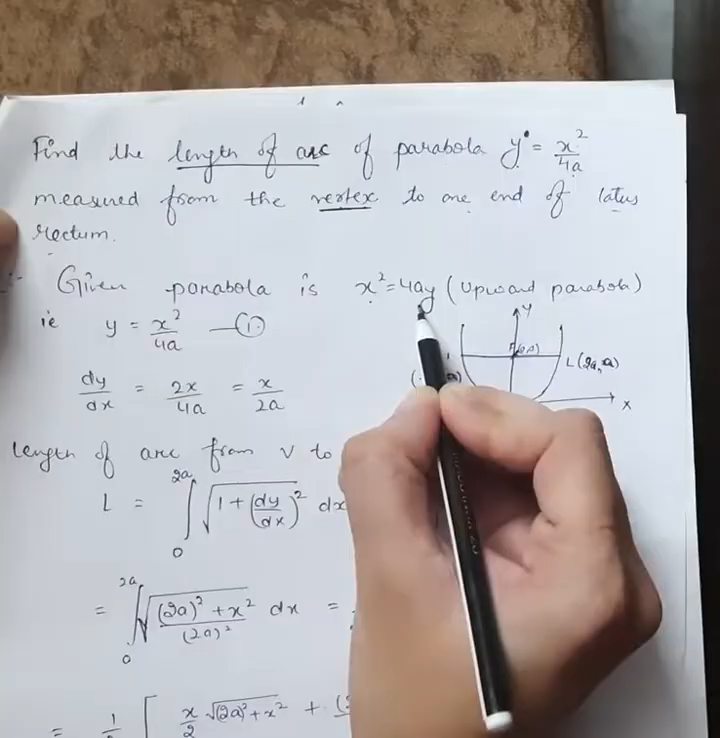 Find the length of arc of parabola y = x²/4a
measured from the vertex to one end of latus
rectum.
Given parabola is x² = 4ay (Upward parabola)
ie y = x²/4a —①
Y
L(2a, a)
X
dy/dx = 2x/4a = x/2a
length of arc from V to
L = ∫₀²ᵃ √(1 + (dy/dx)²) dx
= ∫₀²ᵃ √(((2a)² + x²)/(2a)²) dx =
= [ x/2 √((2a)² + x²) +